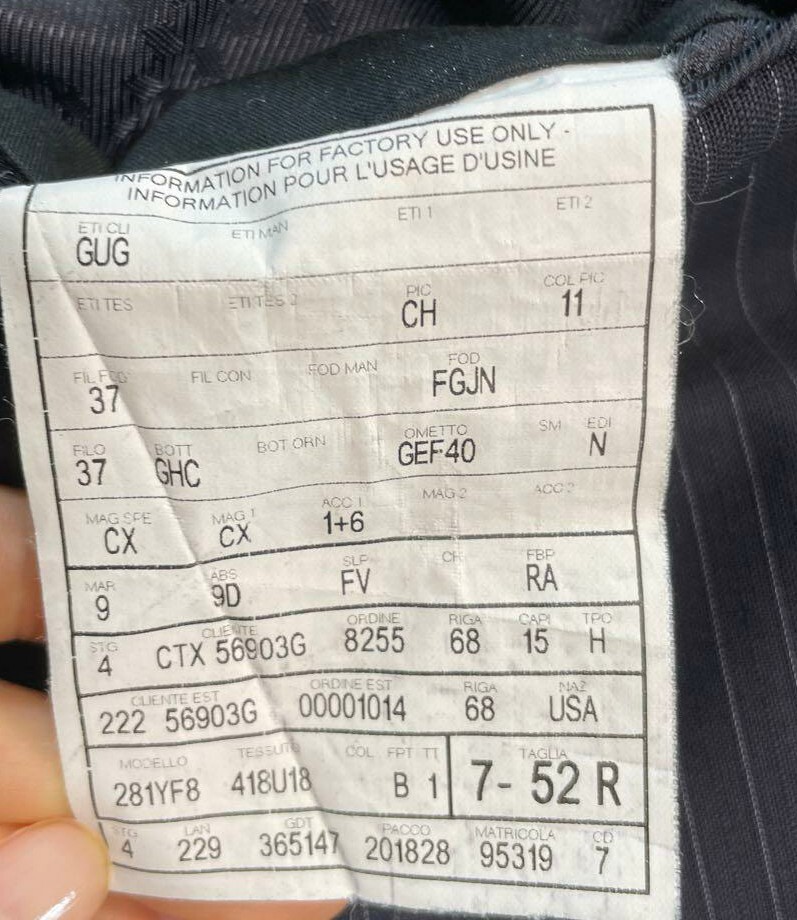 INFORMATION FOR FACTORY USE ONLY -
INFORMATION POUR L'USAGE D'USINE
ETI CLI ETI MAN ETI 1 ETI 2
GUG
ETI TES ETI TES 2 PIC COL PIC
CH 11
FIL FOD FIL CON FOD MAN FOD
37 FGJN
FILO BOTT BOT ORN OMETTO SM EDI
37 GHC GEF40 N
MAG SPE MAG 1 ACC 1 MAG 2 ACC 2
CX CX 1+6
MAR ABS SLP CR FBP
9 9D FV RA
STG CLIENTE ORDINE RIGA CAPI TPO
4 CTX 56903G 8255 68 15 H
CLIENTE EST ORDINE EST RIGA NAZ
222 56903G 00001014 68 USA
MODELLO TESSUTO COL FPT TT TAGLIA
281YF8 418U18 B 1 7- 52 R
STG LAN GDT PACCO MATRICOLA CD
4 229 365147 201828 95319 7